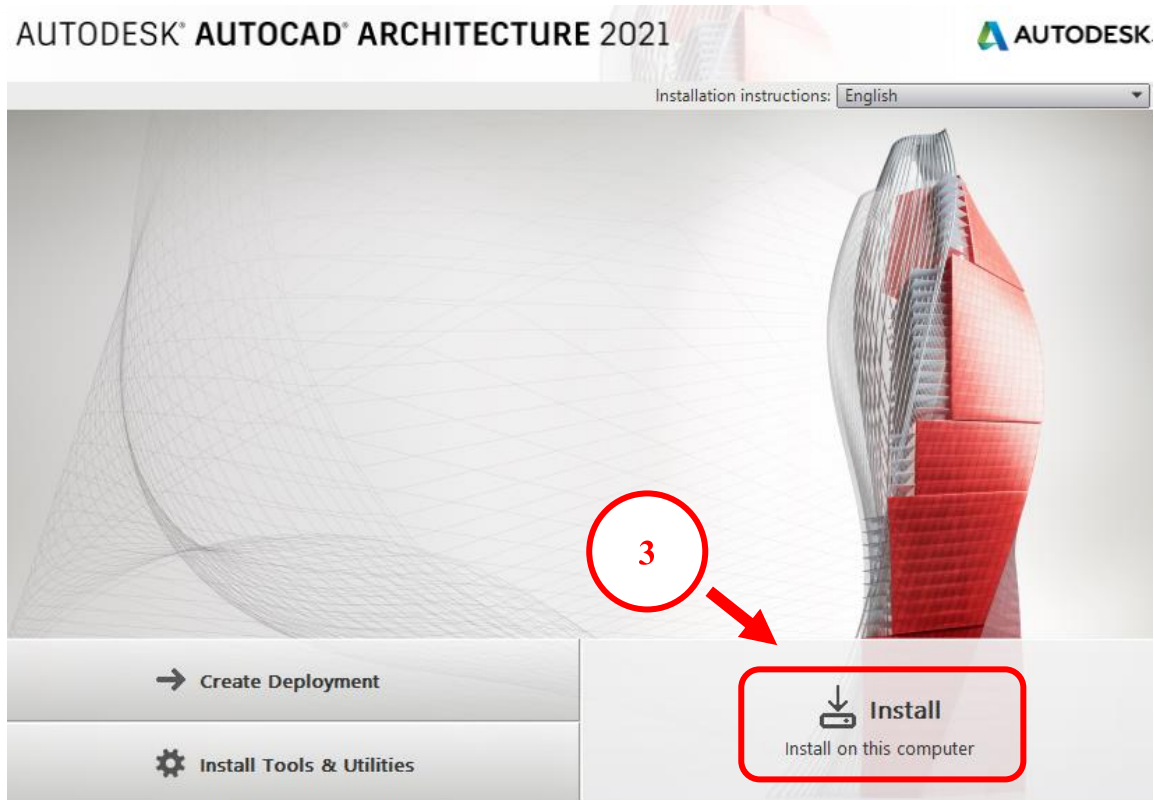 AUTODESK® AUTOCAD® ARCHITECTURE 2021
AUTODESK.
Installation instructions: English
3
Create Deployment
Install Tools & Utilities
Install
Install on this computer